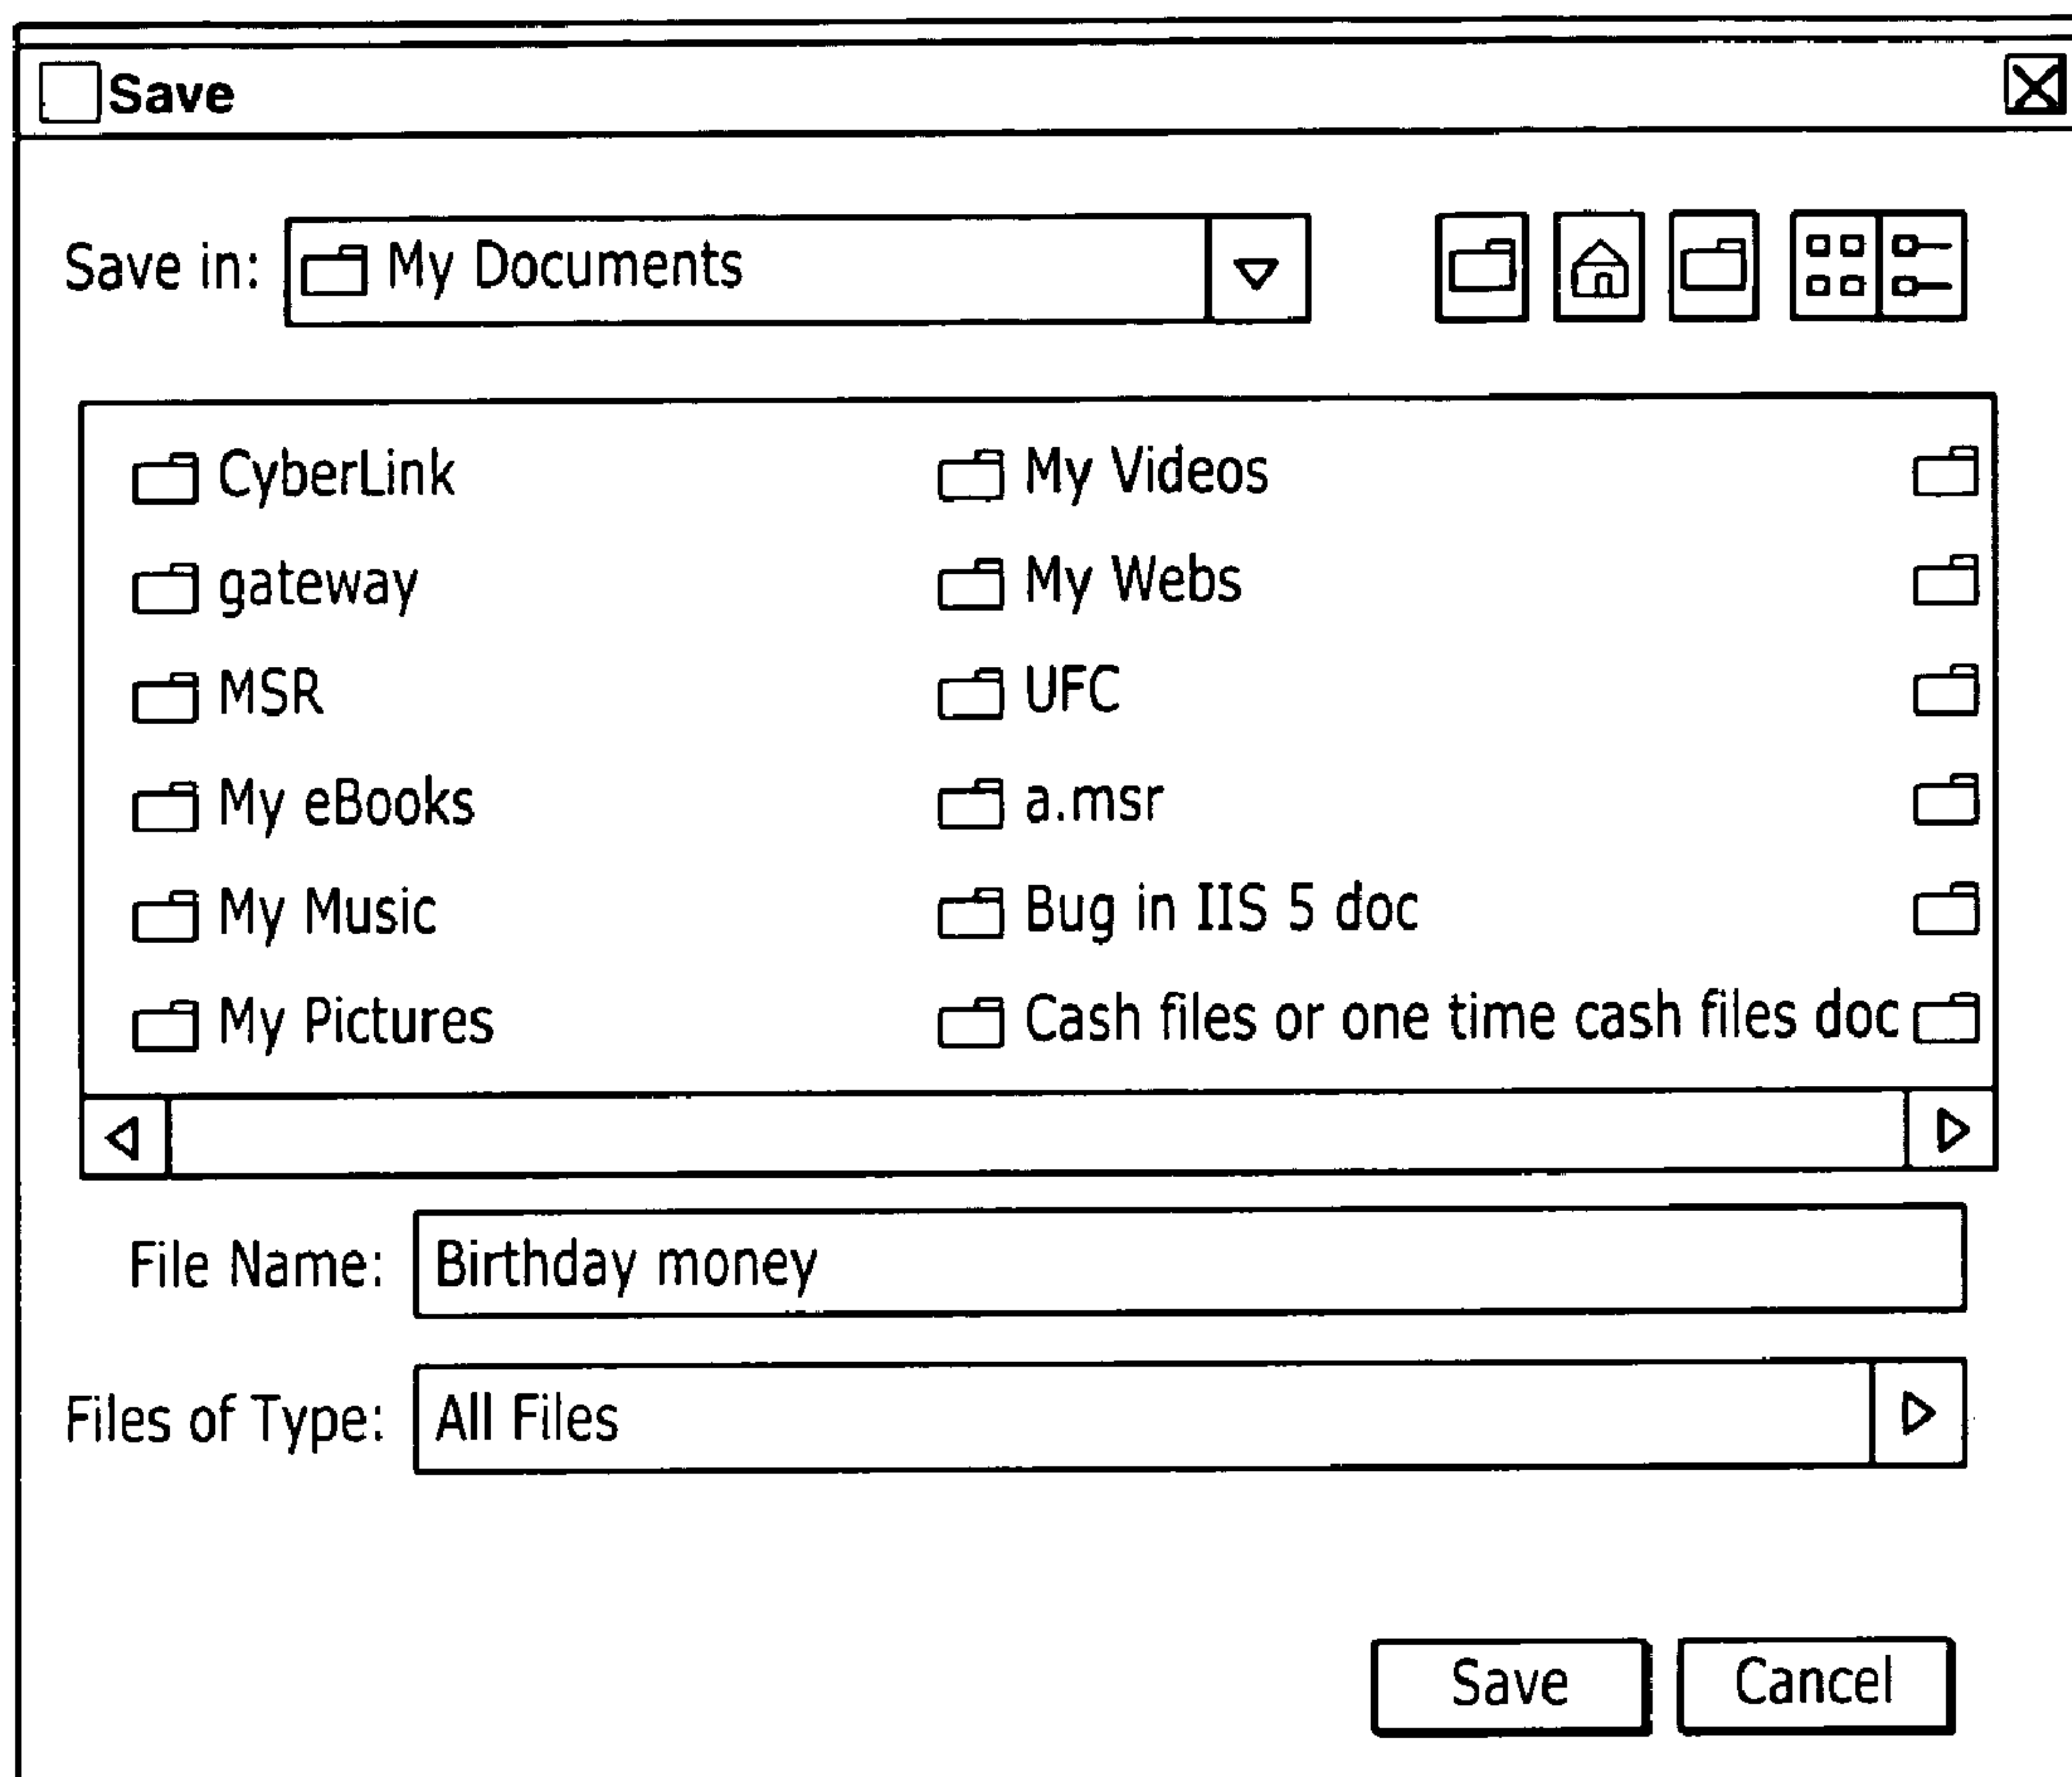 Save
Save in: My Documents
CyberLink My Videos
gateway My Webs
MSR UFC
My eBooks a.msr
My Music Bug in IIS 5 doc
My Pictures Cash files or one time cash files doc
File Name: Birthday money
Files of Type: All Files
Save Cancel